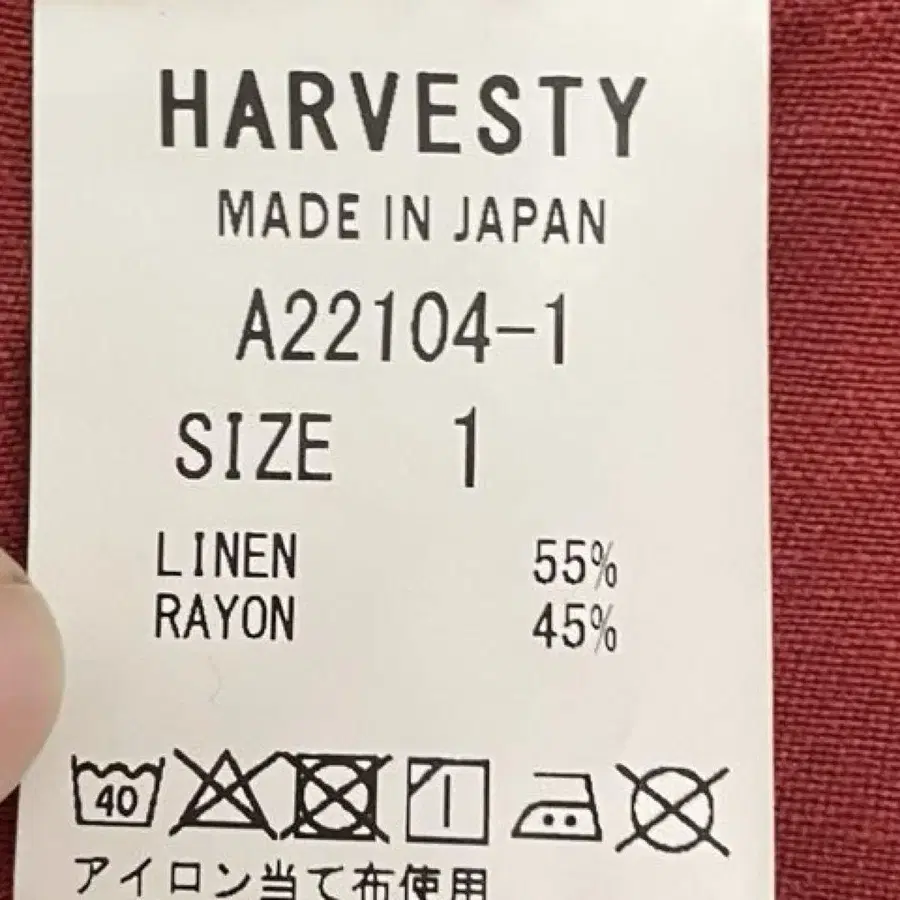 HARVESTY
MADE IN JAPAN
A22104-1
SIZE 1
LINEN 55%
RAYON 45%
40
アイロン当て布使用